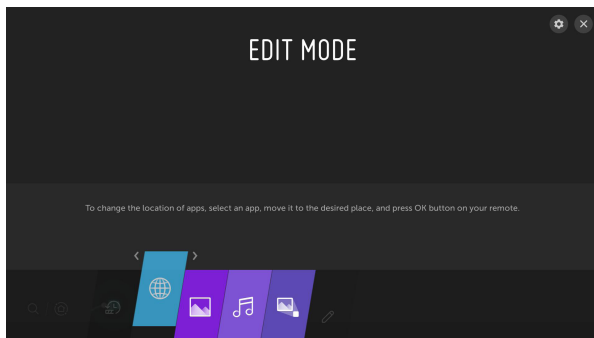 EDIT MODE
To change the location of apps, select an app, move it to the desired place, and press OK button on your remote.